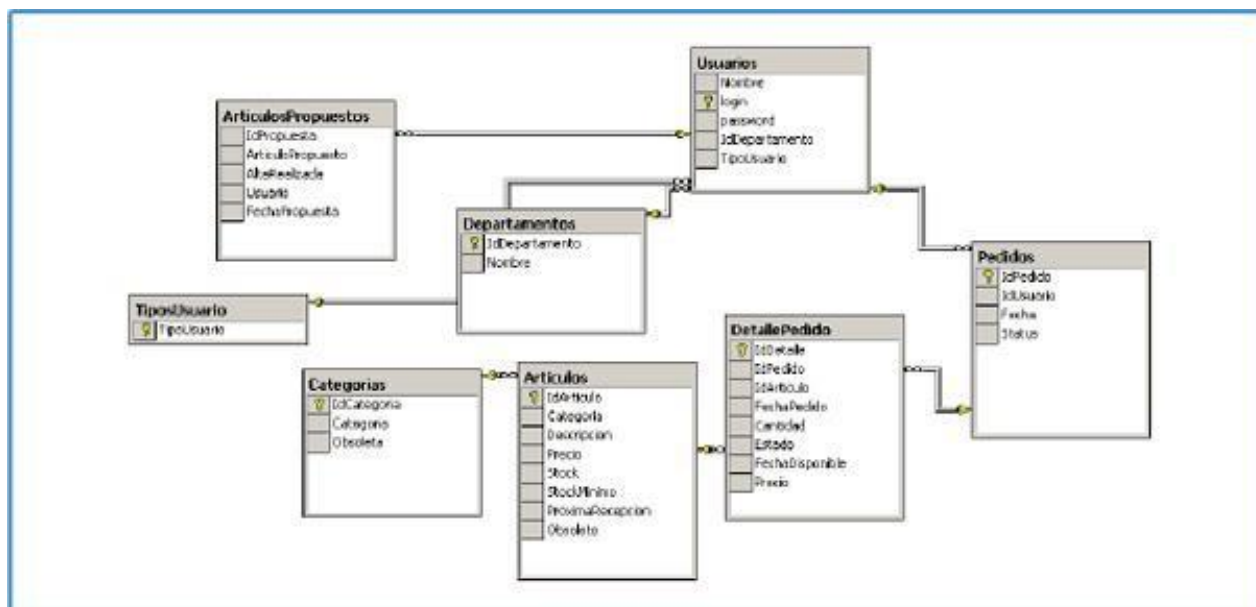 Usuarios
Nombre
login
password
IdDepartamento
TipoUsuario
ArticulosPropuestos
IdPropuesta
ArticuloPropuesto
AltaRealizada
Usuario
FechaPropuesta
Departamentos
IdDepartamento
Nombre
Pedidos
IdPedido
IdUsuario
Fecha
Status
TiposUsuario
TipoUsuario
DetallePedido
IdDetalle
IdPedido
IdArticulo
FechaPedido
Cantidad
Estado
FechaDisponible
Precio
Categorias
IdCategoria
Categoria
Obsoleta
Articulos
IdArticulo
Categoria
Descripcion
Precio
Stock
StockMinimo
ProximaRecepcion
Obsoleto